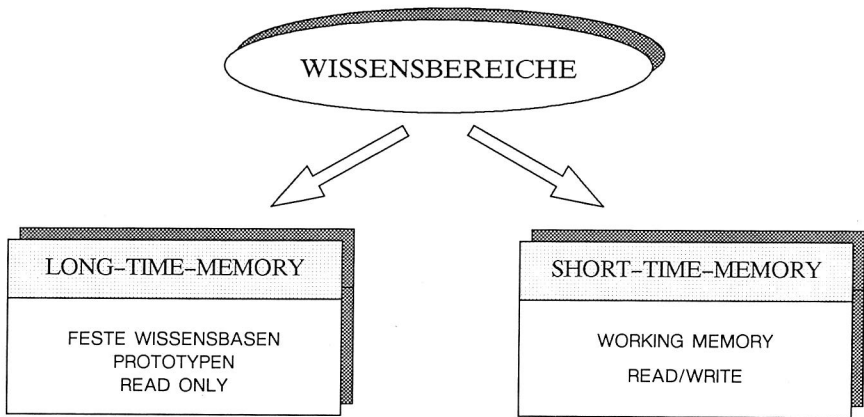 WISSENSBEREICHE
LONG-TIME-MEMORY
FESTE WISSENSBASEN
PROTOTYPEN
READ ONLY
SHORT-TIME-MEMORY
WORKING MEMORY
READ/WRITE